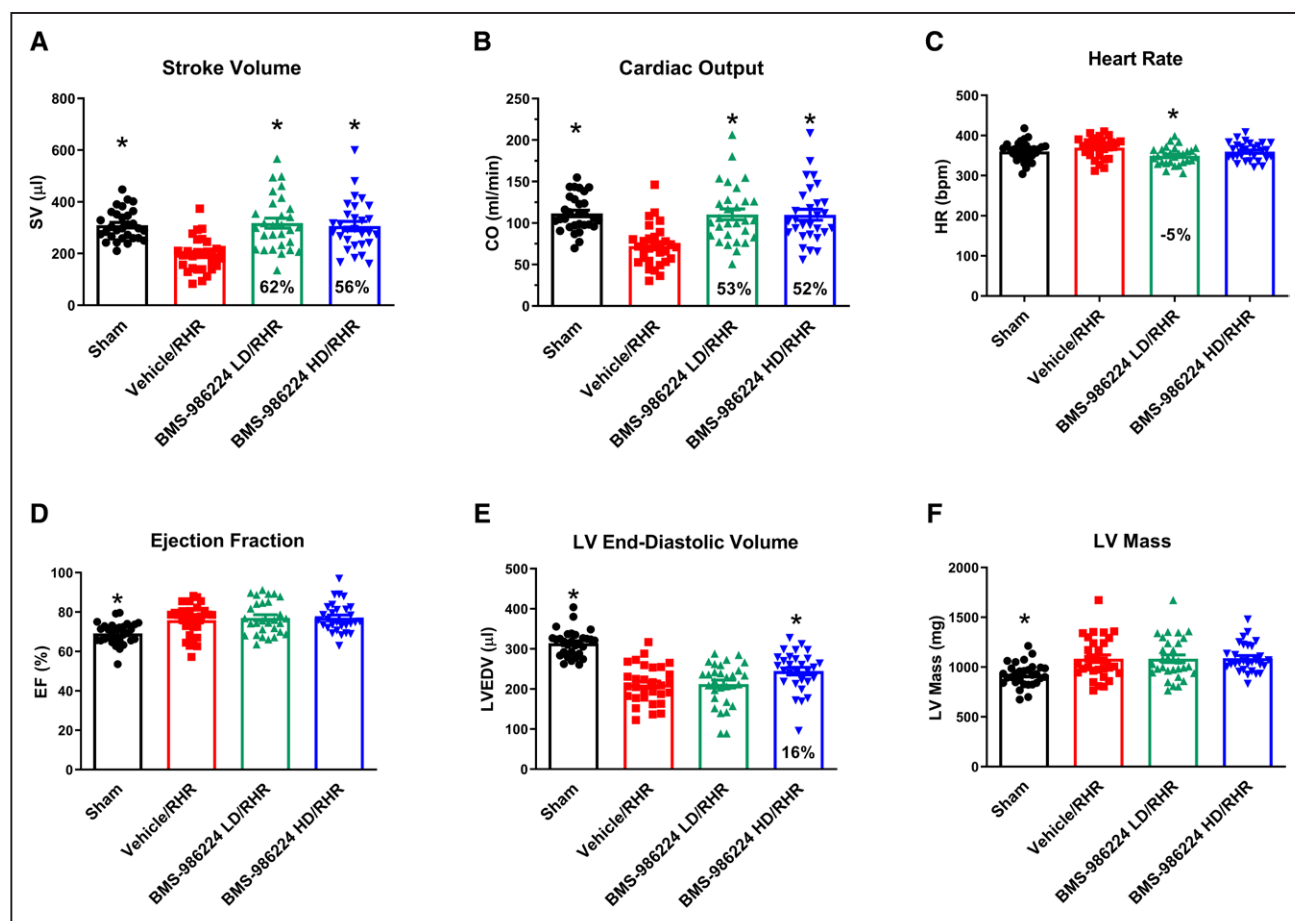 A
Stroke Volume
SV (µl)
800
600
400
200
0
*
*
*
62%
56%
Sham
Vehicle/RHR
BMS-986224 LD/RHR
BMS-986224 HD/RHR
B
Cardiac Output
CO (ml/min)
250
200
150
100
50
0
*
*
*
53%
52%
Sham
Vehicle/RHR
BMS-986224 LD/RHR
BMS-986224 HD/RHR
C
Heart Rate
HR (bpm)
500
400
300
200
100
0
*
-5%
Sham
Vehicle/RHR
BMS-986224 LD/RHR
BMS-986224 HD/RHR
D
Ejection Fraction
EF (%)
100
80
60
40
20
0
*
Sham
Vehicle/RHR
BMS-986224 LD/RHR
BMS-986224 HD/RHR
E
LV End-Diastolic Volume
LVEDV (µl)
500
400
300
200
100
0
*
*
16%
Sham
Vehicle/RHR
BMS-986224 LD/RHR
BMS-986224 HD/RHR
F
LV Mass
LV Mass (mg)
2000
1500
1000
500
0
*
Sham
Vehicle/RHR
BMS-986224 LD/RHR
BMS-986224 HD/RHR